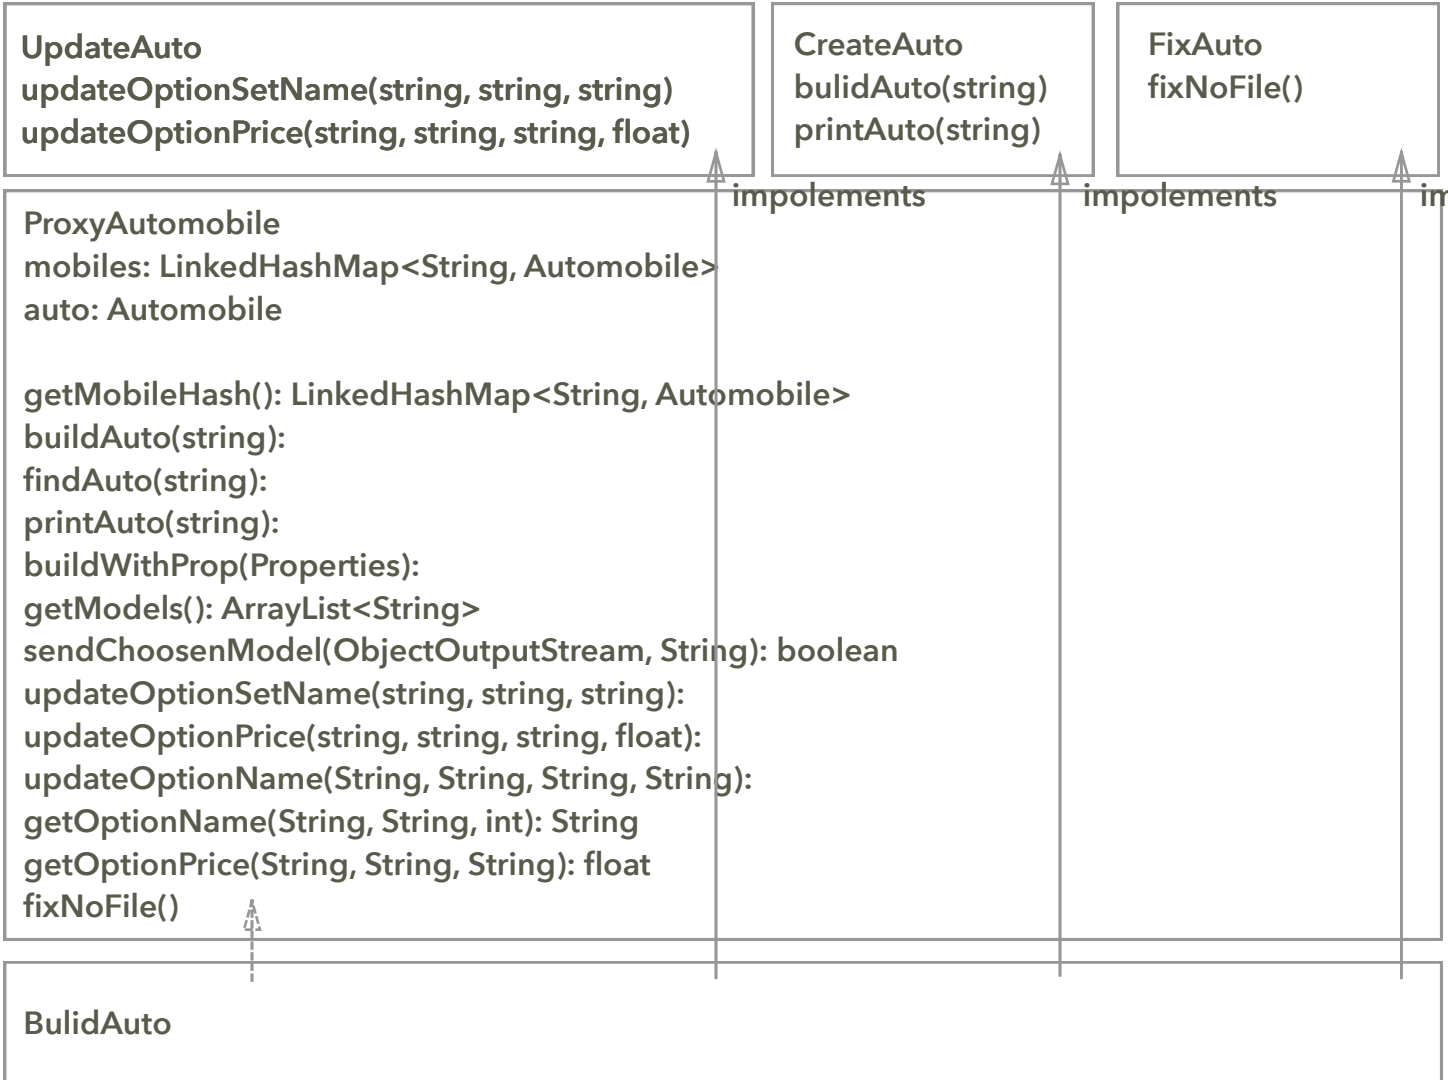 UpdateAuto
updateOptionSetName(string, string, string)
updateOptionPrice(string, string, string, float)
CreateAuto
bulidAuto(string)
printAuto(string)
FixAuto
fixNoFile()
impolements
impolements
im
ProxyAutomobile
mobiles: LinkedHashMap<String, Automobile>
auto: Automobile
getMobileHash(): LinkedHashMap<String, Automobile>
buildAuto(string):
findAuto(string):
printAuto(string):
buildWithProp(Properties):
getModels(): ArrayList<String>
sendChoosenModel(ObjectOutputStream, String): boolean
updateOptionSetName(string, string, string):
updateOptionPrice(string, string, string, float):
updateOptionName(String, String, String, String):
getOptionName(String, String, int): String
getOptionPrice(String, String, String): float
fixNoFile()
BulidAuto